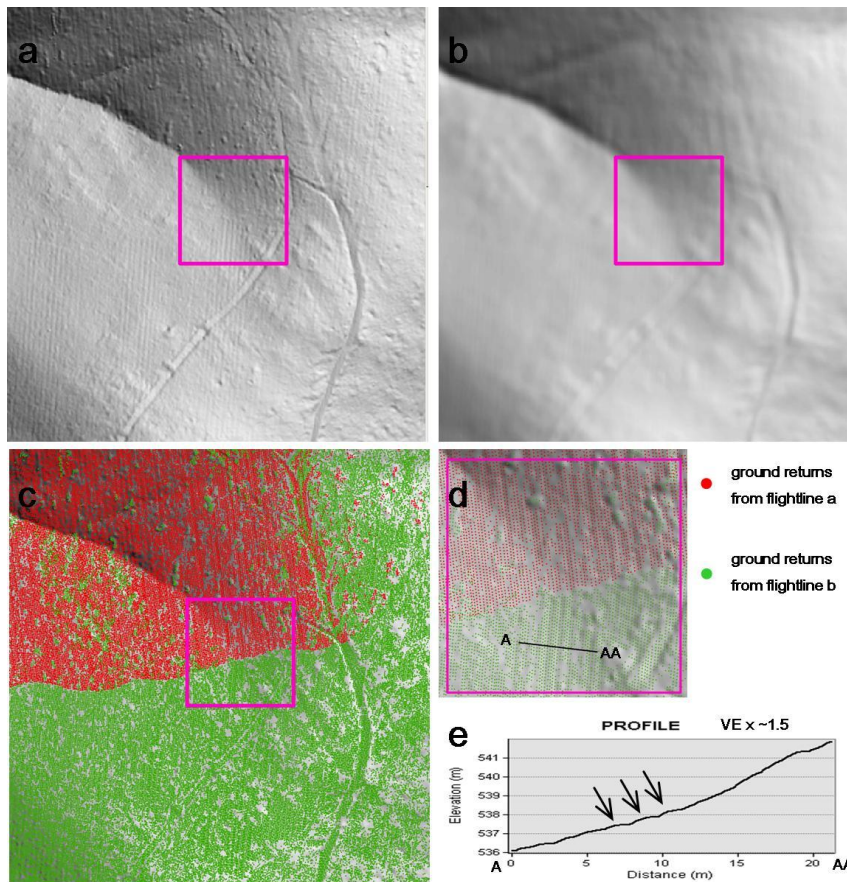 a
b
c
d
A
AA
ground returns
from flightline a
ground returns
from flightline b
e
PROFILE VE x ~1.5
Elevation (m)
541
540
539
538
537
536
0
5
10
15
20
A
Distance (m)
AA